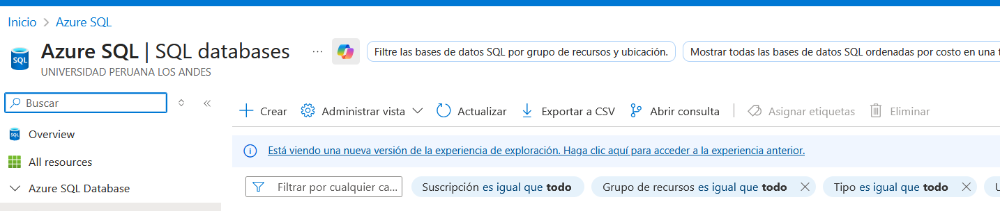 Inicio > Azure SQL
Azure SQL | SQL databases ...
UNIVERSIDAD PERUANA LOS ANDES
Filtre las bases de datos SQL por grupo de recursos y ubicación.
Mostrar todas las bases de datos SQL ordenadas por costo en una
Buscar
Overview
All resources
Azure SQL Database
Crear
Administrar vista
Actualizar
Exportar a CSV
Abrir consulta
Asignar etiquetas
Eliminar
Está viendo una nueva versión de la experiencia de exploración. Haga clic aquí para acceder a la experiencia anterior.
Filtrar por cualquier ca...
Suscripción es igual que todo
Grupo de recursos es igual que todo
Tipo es igual que todo